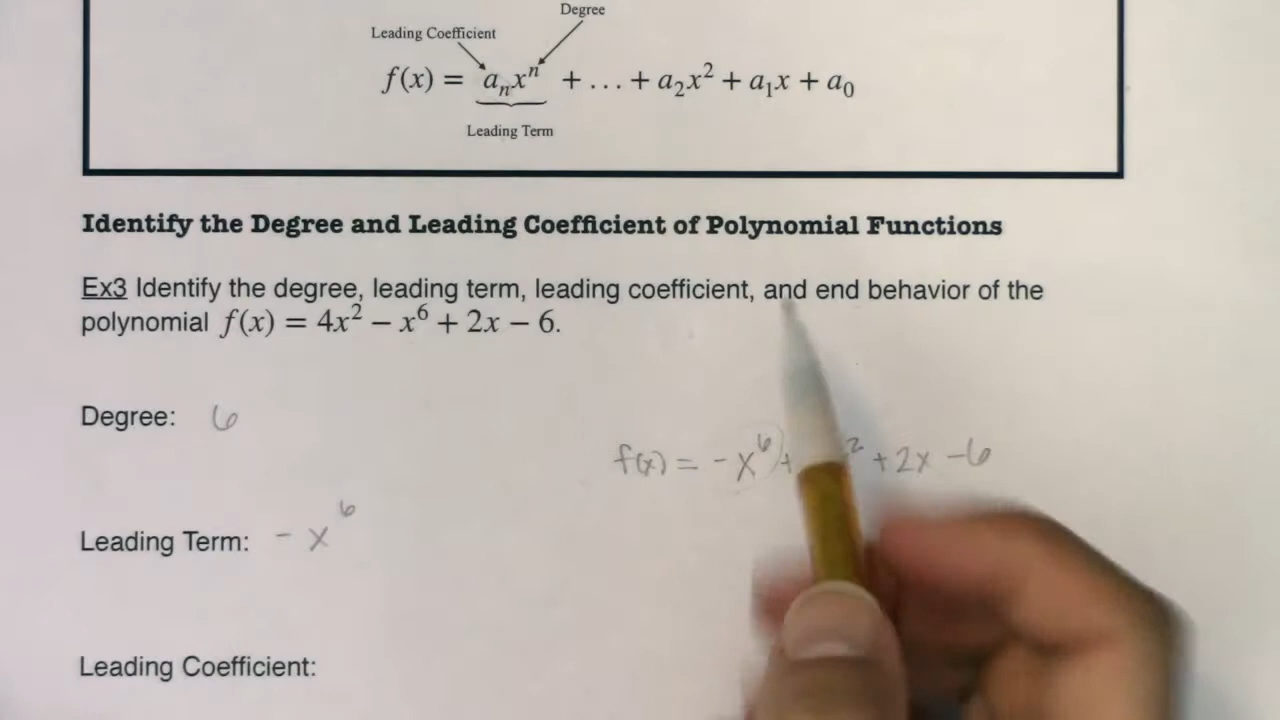 Degree
Leading Coefficient
f(x) = aₙxⁿ + … + a₂x² + a₁x + a₀
Leading Term
Identify the Degree and Leading Coefficient of Polynomial Functions
Ex3 Identify the degree, leading term, leading coefficient, and end behavior of the
polynomial f(x) = 4x² − x⁶ + 2x − 6.
Degree: 6
f(x) = -x⁶ + ² + 2x - 6
Leading Term: - x⁶
Leading Coefficient: